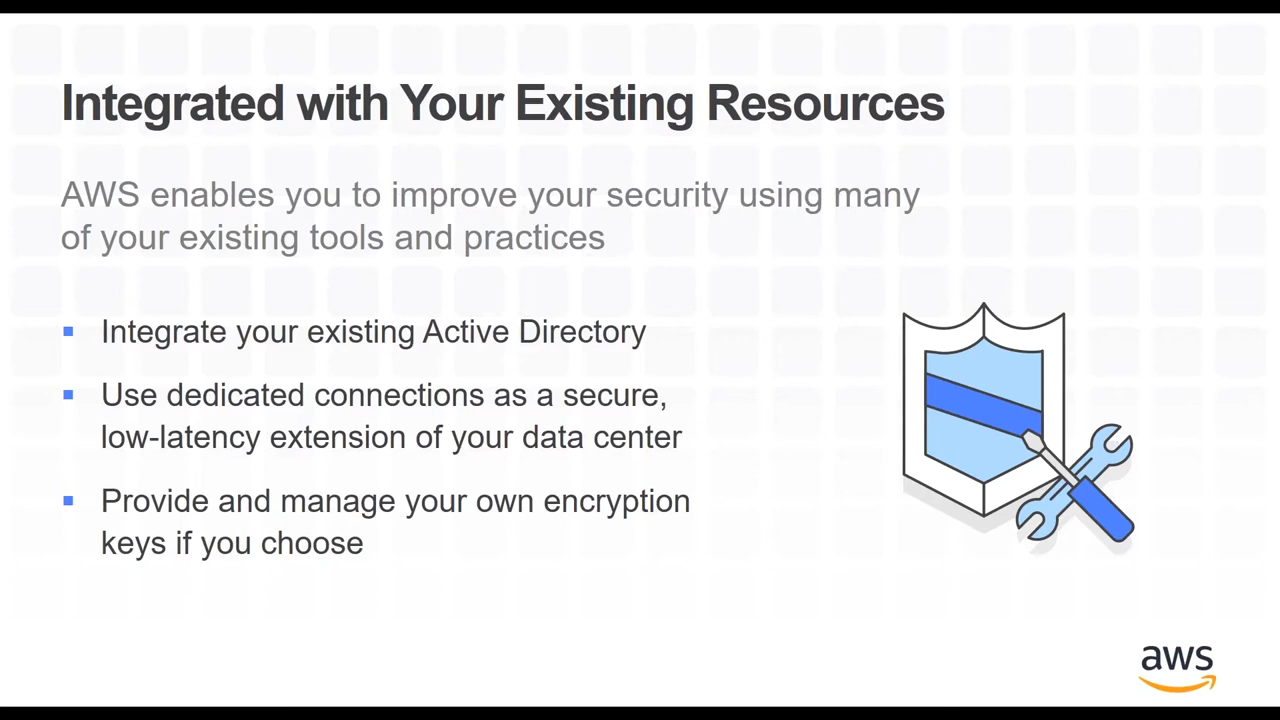 Integrated with Your Existing Resources
AWS enables you to improve your security using many
of your existing tools and practices
Integrate your existing Active Directory
Use dedicated connections as a secure,
low-latency extension of your data center
Provide and manage your own encryption
keys if you choose
aws